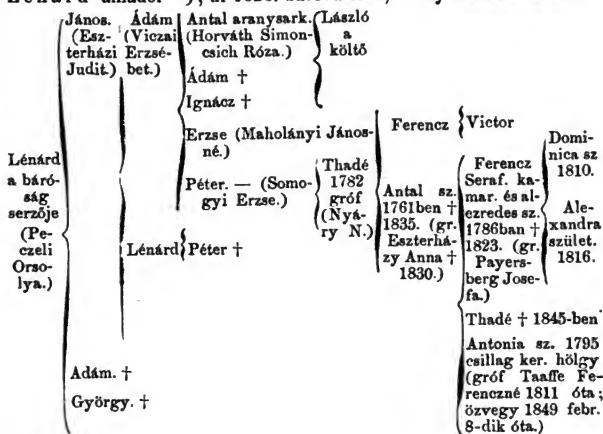 János.
(Esz-
terházi
Judit.)
Ádám
(Viczai
Erzsé-
bet.)
Antal aranysark.
(Horváth Simon-
csich Róza.)
László
a
költő
Ádám †
Ignácz †
Erzse (Maholányi János-
né.)
Péter. — (Somo-
gyi Erzse.)
Thadé
1782
gróf
(Nyá-
ry N.)
Ferencz
Victor
Antal sz.
1761ben †
1835. (gr.
Eszterhá-
zy Anna †
1830.)
Ferencz
Seraf. ka-
mar. és al-
ezredes sz.
1786ban †
1823. (gr.
Payers-
berg Jose-
fa.)
Domi-
nica sz
1810.
Ale-
xandra
szület.
1816.
Thadé † 1845-ben
Antonia sz. 1795
csillag ker. hölgy
(gróf Taaffe Fe-
renczné 1811 óta;
özvegy 1849 febr.
8-dik óta.)
Lénárd
a báró-
ság
serzője
(Pe-
czeli
Orso-
lya.)
Lénárd
Péter †
Adám. †
György. †